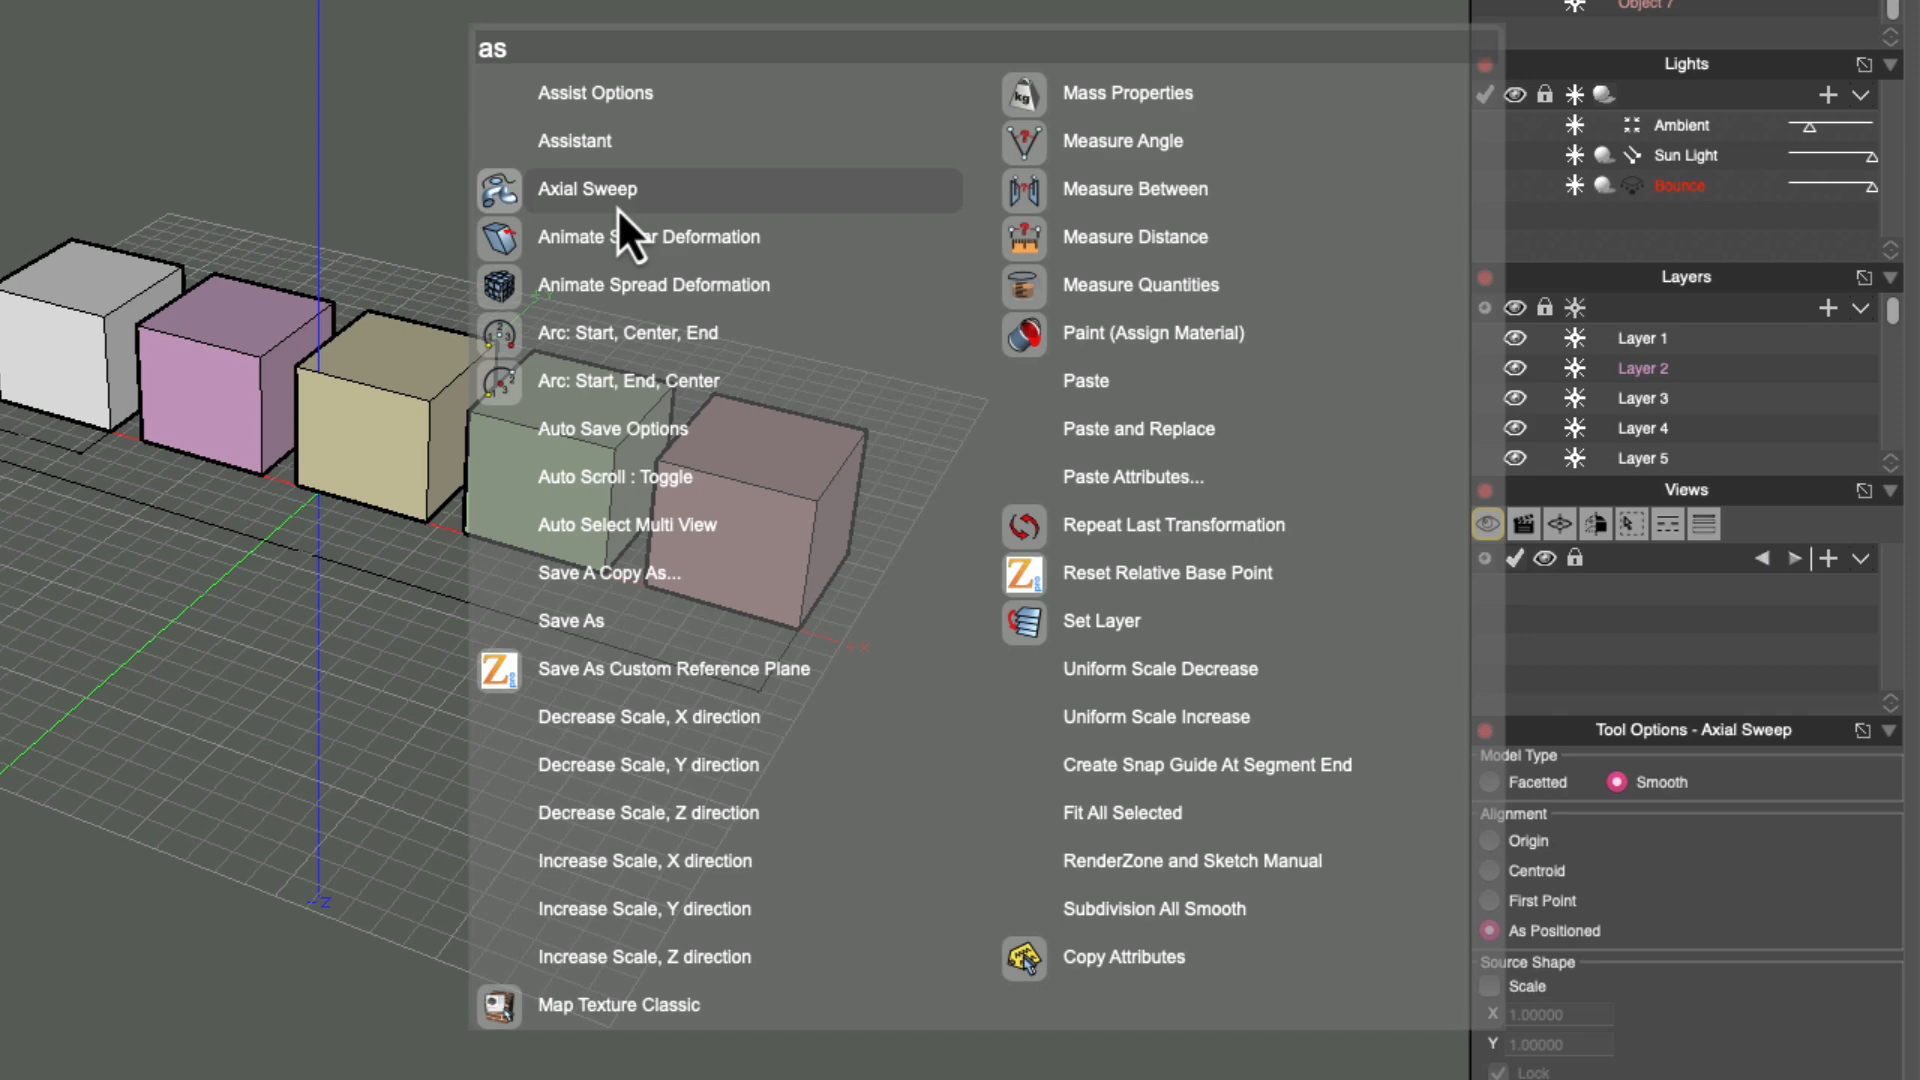 as
Assist Options
Assistant
Axial Sweep
Animate S ar Deformation
Animate Spread Deformation
Arc: Start, Center, End
Arc: Start, End, Center
Auto Save Options
Auto Scroll : Toggle
Auto Select Multi View
Save A Copy As...
Save As
Save As Custom Reference Plane
Decrease Scale, X direction
Decrease Scale, Y direction
Decrease Scale, Z direction
Increase Scale, X direction
Increase Scale, Y direction
Increase Scale, Z direction
Map Texture Classic
Mass Properties
Measure Angle
Measure Between
Measure Distance
Measure Quantities
Paint (Assign Material)
Paste
Paste and Replace
Paste Attributes...
Repeat Last Transformation
Reset Relative Base Point
Set Layer
Uniform Scale Decrease
Uniform Scale Increase
Create Snap Guide At Segment End
Fit All Selected
RenderZone and Sketch Manual
Subdivision All Smooth
Copy Attributes
-Z
Object 7
Lights
Ambient
Sun Light
Bounce
Layers
Layer 1
Layer 2
Layer 3
Layer 4
Layer 5
Views
Tool Options - Axial Sweep
Model Type
Facetted Smooth
Alignment
Origin
Centroid
First Point
As Positioned
Source Shape
Scale
X 1.00000
Y 1.00000
Lock